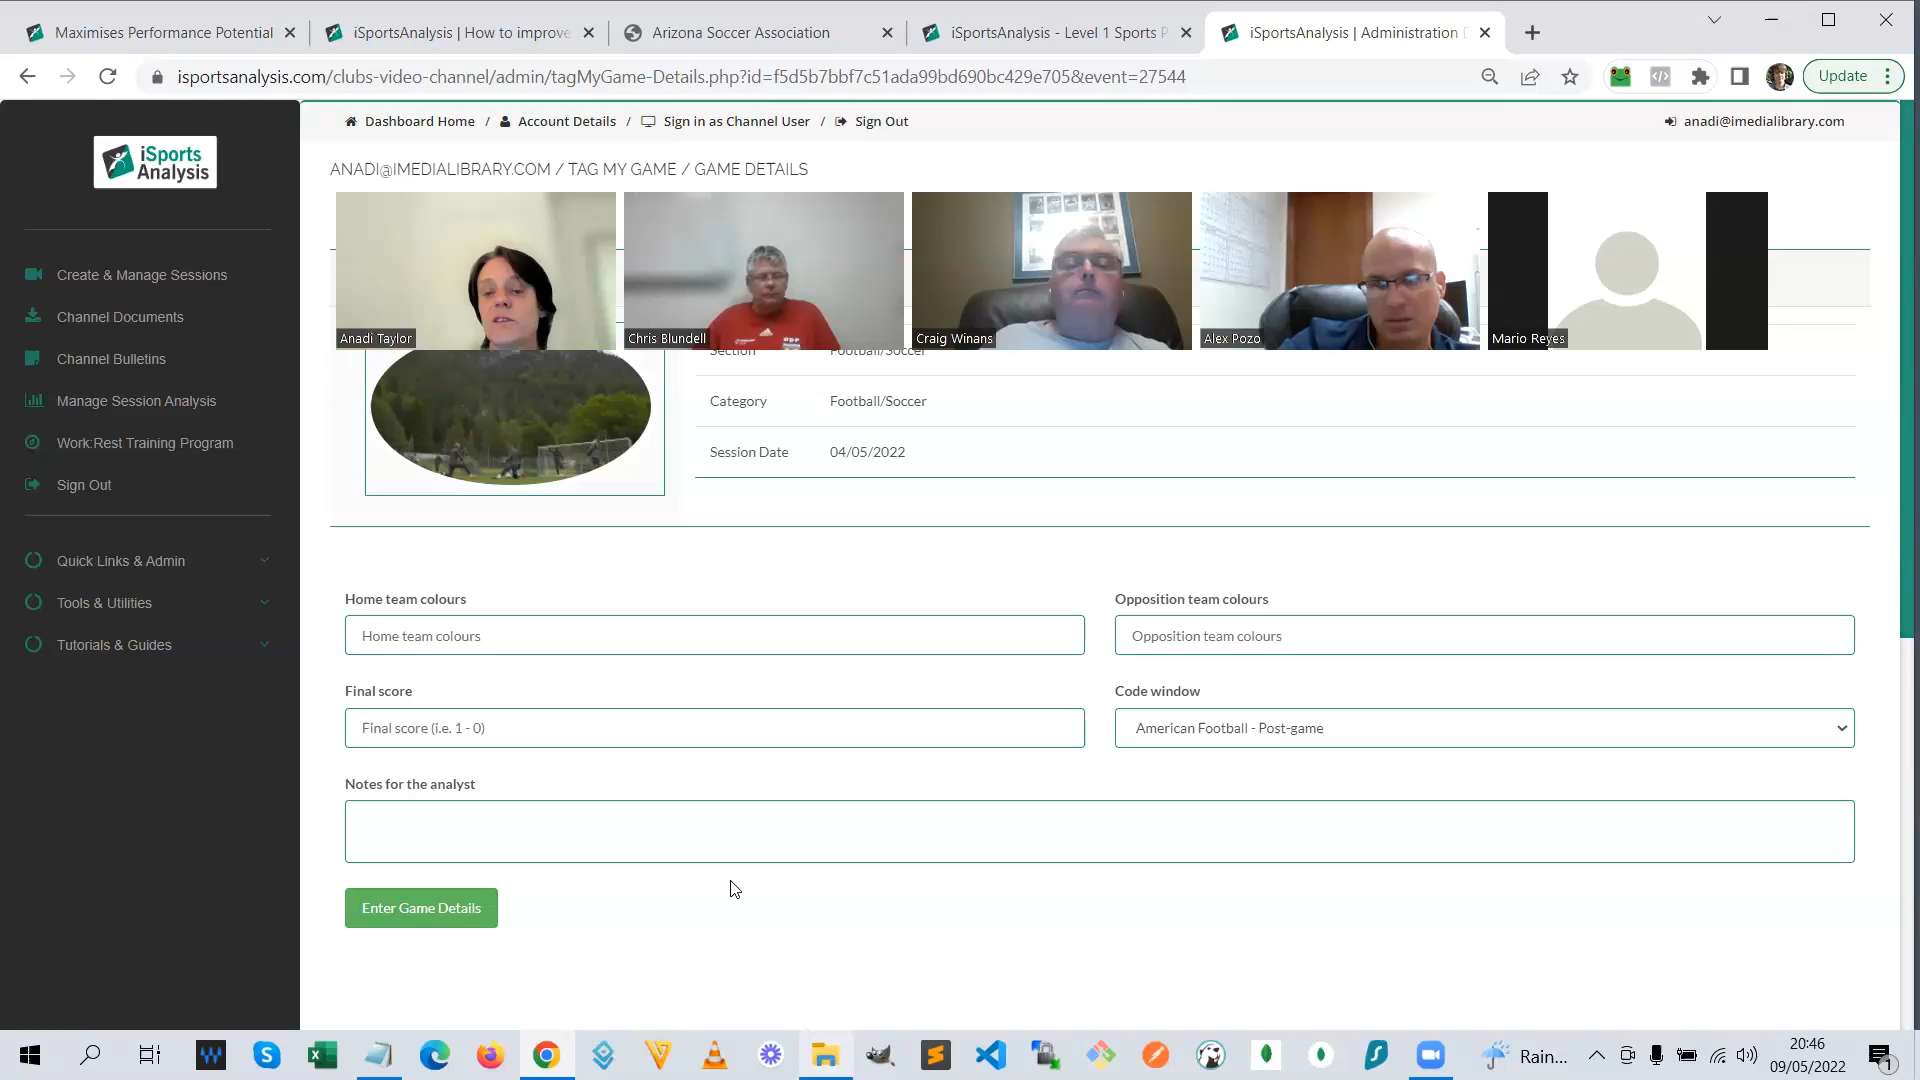 Maximises Performance Potential
iSportsAnalysis | How to improve
Arizona Soccer Association
iSportsAnalysis - Level 1 Sports P
iSportsAnalysis | Administration D
isportsanalysis.com/clubs-video-channel/admin/tagMyGame-Details.php?id=f5d5b7bbf7c51ada99bd690bc429e705&event=27544
Update
iSports
Analysis
Dashboard Home / Account Details / Sign in as Channel User / Sign Out
anadi@imedialibrary.com
ANADI@IMEDIALIBRARY.COM / TAG MY GAME / GAME DETAILS
Anadi Taylor
Chris Blundell
Craig Winans
Alex Pozo
Mario Reyes
Create & Manage Sessions
Channel Documents
Channel Bulletins
Manage Session Analysis
Work:Rest Training Program
Sign Out
Quick Links & Admin
Tools & Utilities
Tutorials & Guides
Section Football/Soccer
Category Football/Soccer
Session Date 04/05/2022
Home team colours
Home team colours
Opposition team colours
Opposition team colours
Final score
Final score (i.e. 1 - 0)
Code window
American Football - Post-game
Notes for the analyst
Enter Game Details
Rain...
20:46
09/05/2022
1